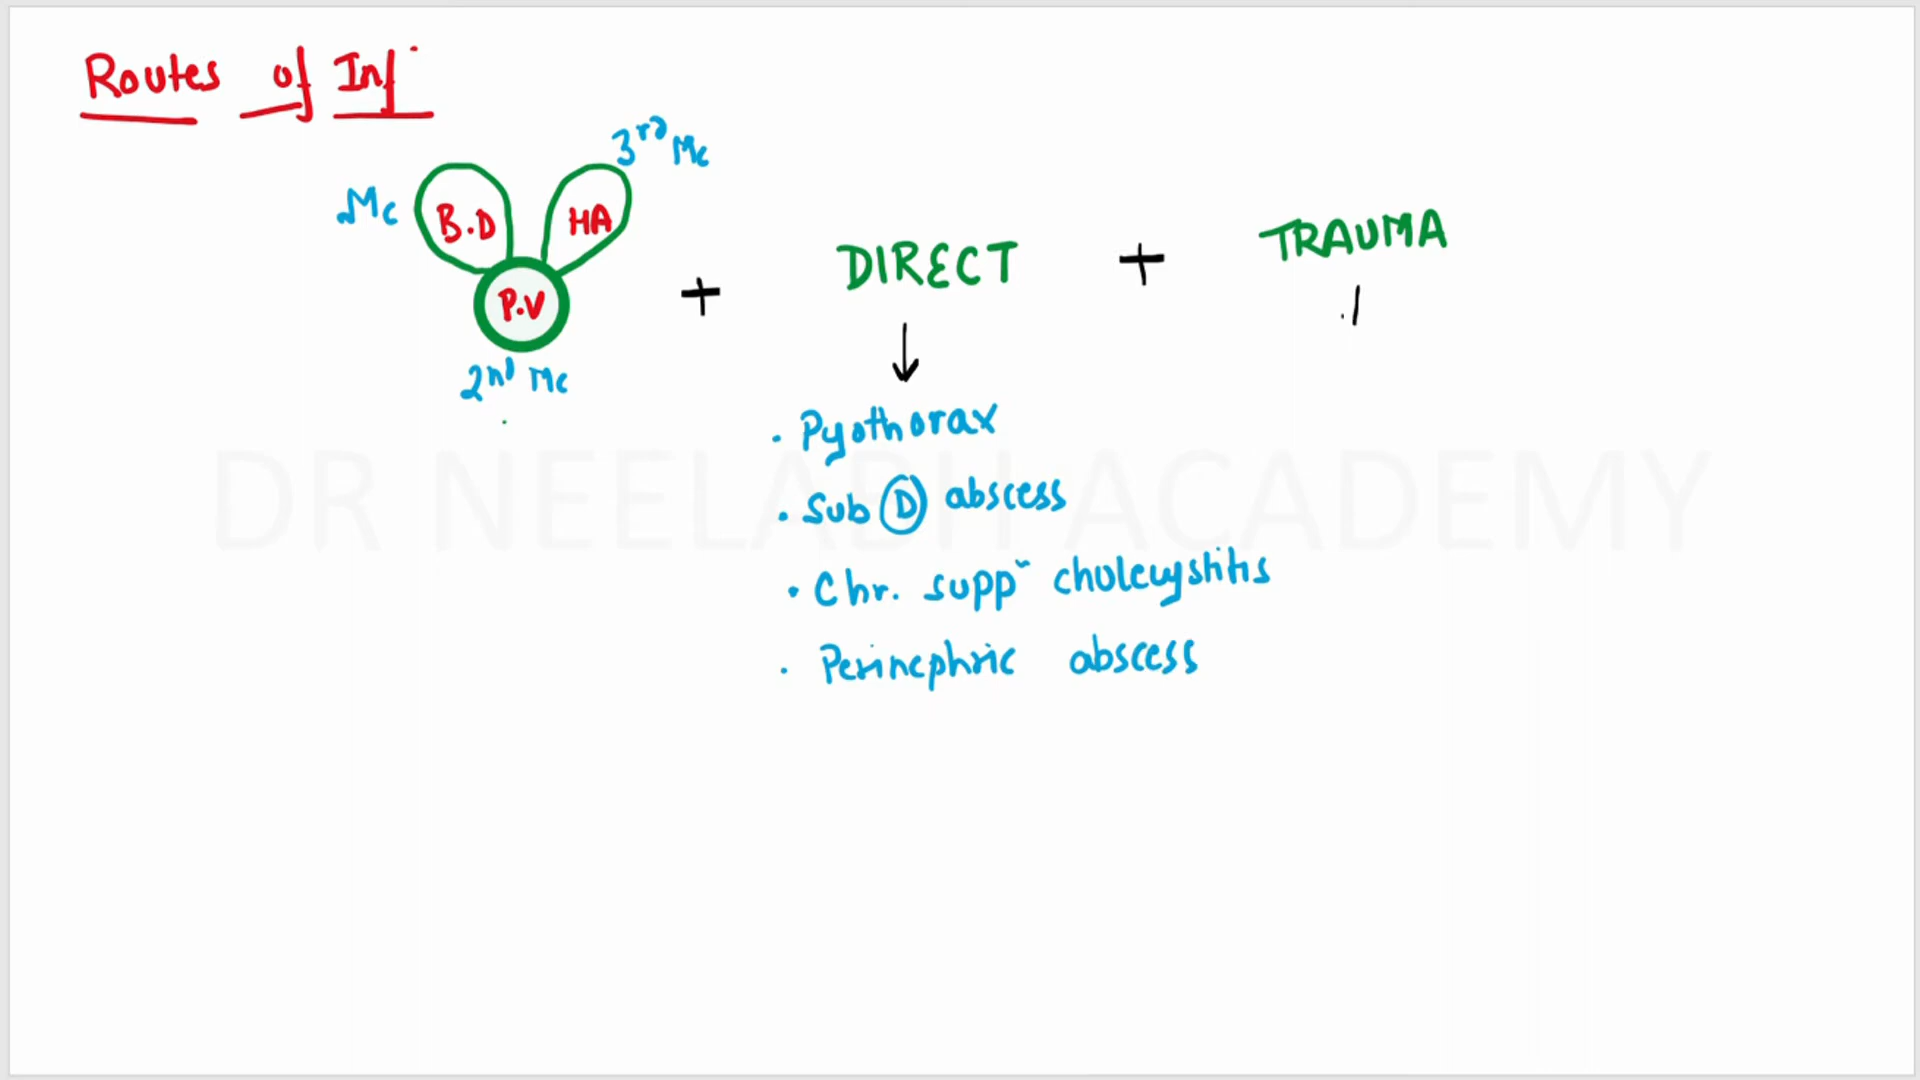 Routes of Inf
3rd Mc
Mc
B.D
HA
P.V
2nd Mc
+
DIRECT
+
TRAUMA
. Pyothorax
. Sub D abscess
. Chr. supp~ cholecystitis
. Perinephric abscess
DR NEELABH ACADEMY